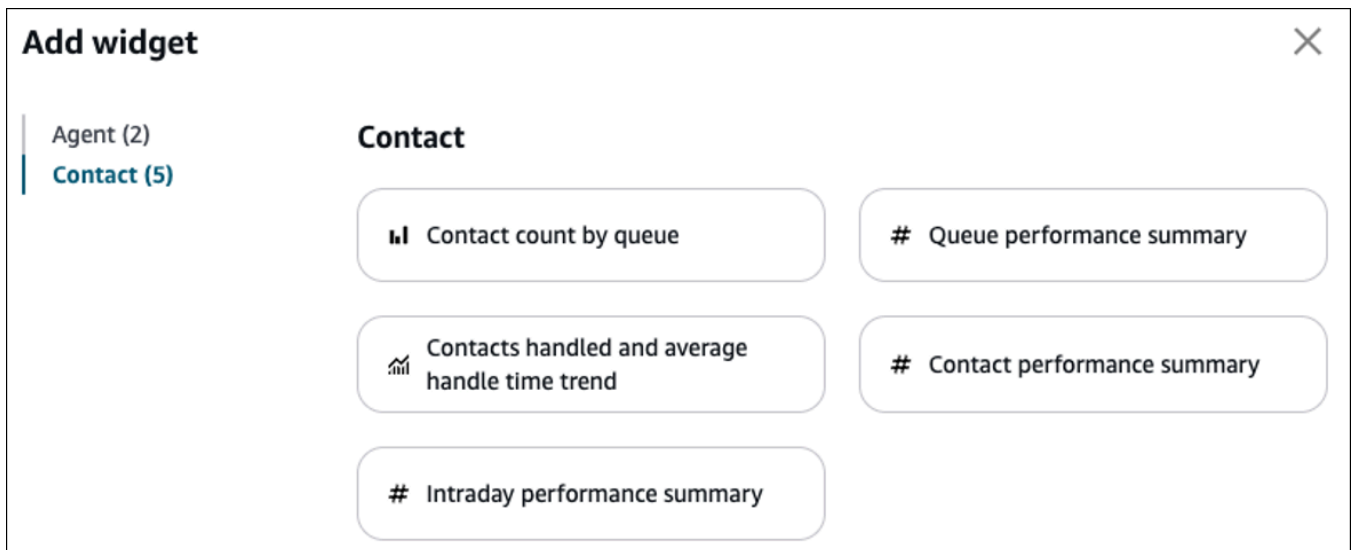 Add widget
Agent (2)
Contact (5)
Contact
Contact count by queue
# Queue performance summary
Contacts handled and average
handle time trend
# Contact performance summary
# Intraday performance summary